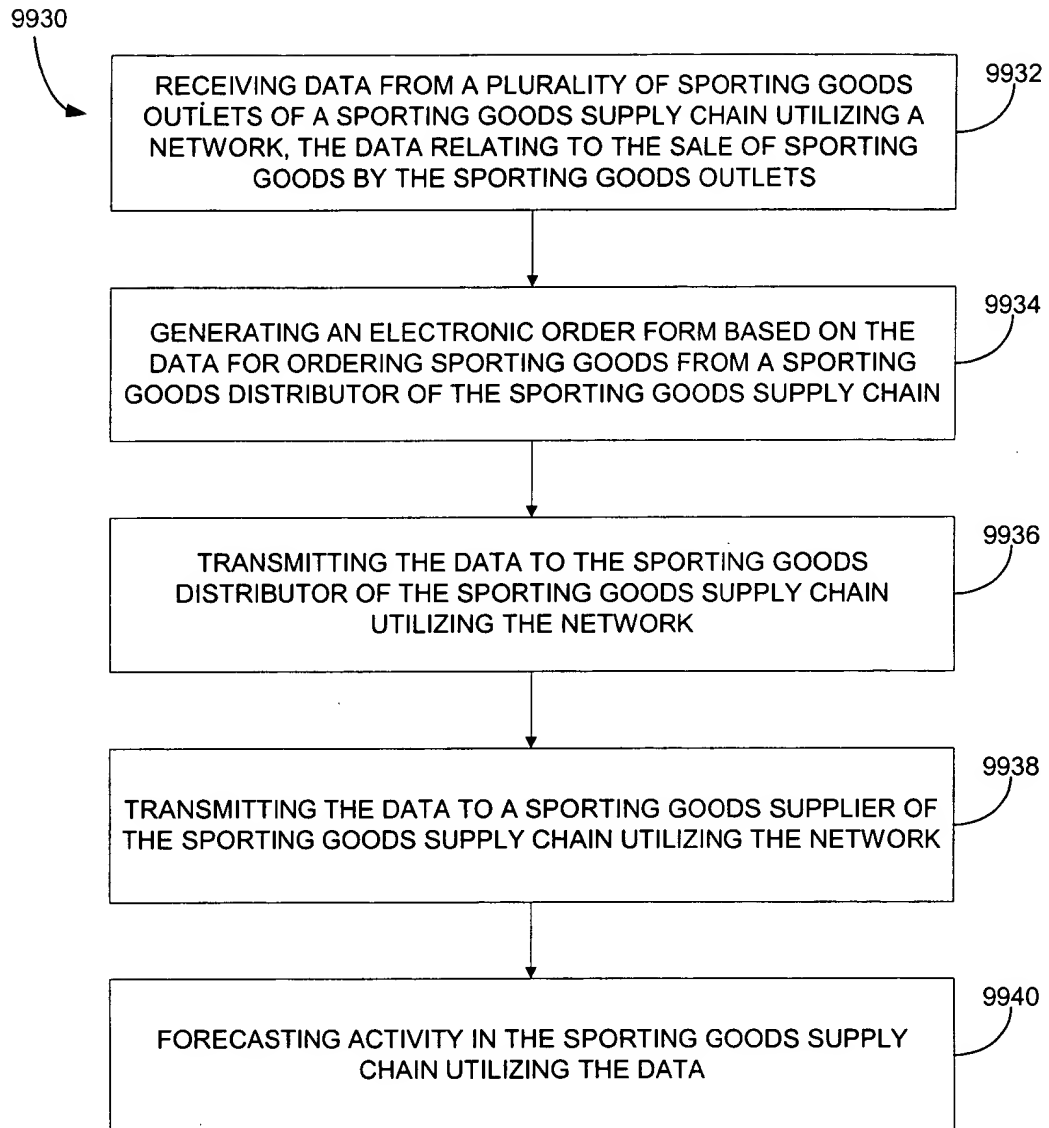 9930
RECEIVING DATA FROM A PLURALITY OF SPORTING GOODS
OUTLETS OF A SPORTING GOODS SUPPLY CHAIN UTILIZING A
NETWORK, THE DATA RELATING TO THE SALE OF SPORTING
GOODS BY THE SPORTING GOODS OUTLETS
9932
GENERATING AN ELECTRONIC ORDER FORM BASED ON THE
DATA FOR ORDERING SPORTING GOODS FROM A SPORTING
GOODS DISTRIBUTOR OF THE SPORTING GOODS SUPPLY CHAIN
9934
TRANSMITTING THE DATA TO THE SPORTING GOODS
DISTRIBUTOR OF THE SPORTING GOODS SUPPLY CHAIN
UTILIZING THE NETWORK
9936
TRANSMITTING THE DATA TO A SPORTING GOODS SUPPLIER OF
THE SPORTING GOODS SUPPLY CHAIN UTILIZING THE NETWORK
9938
FORECASTING ACTIVITY IN THE SPORTING GOODS SUPPLY
CHAIN UTILIZING THE DATA
9940